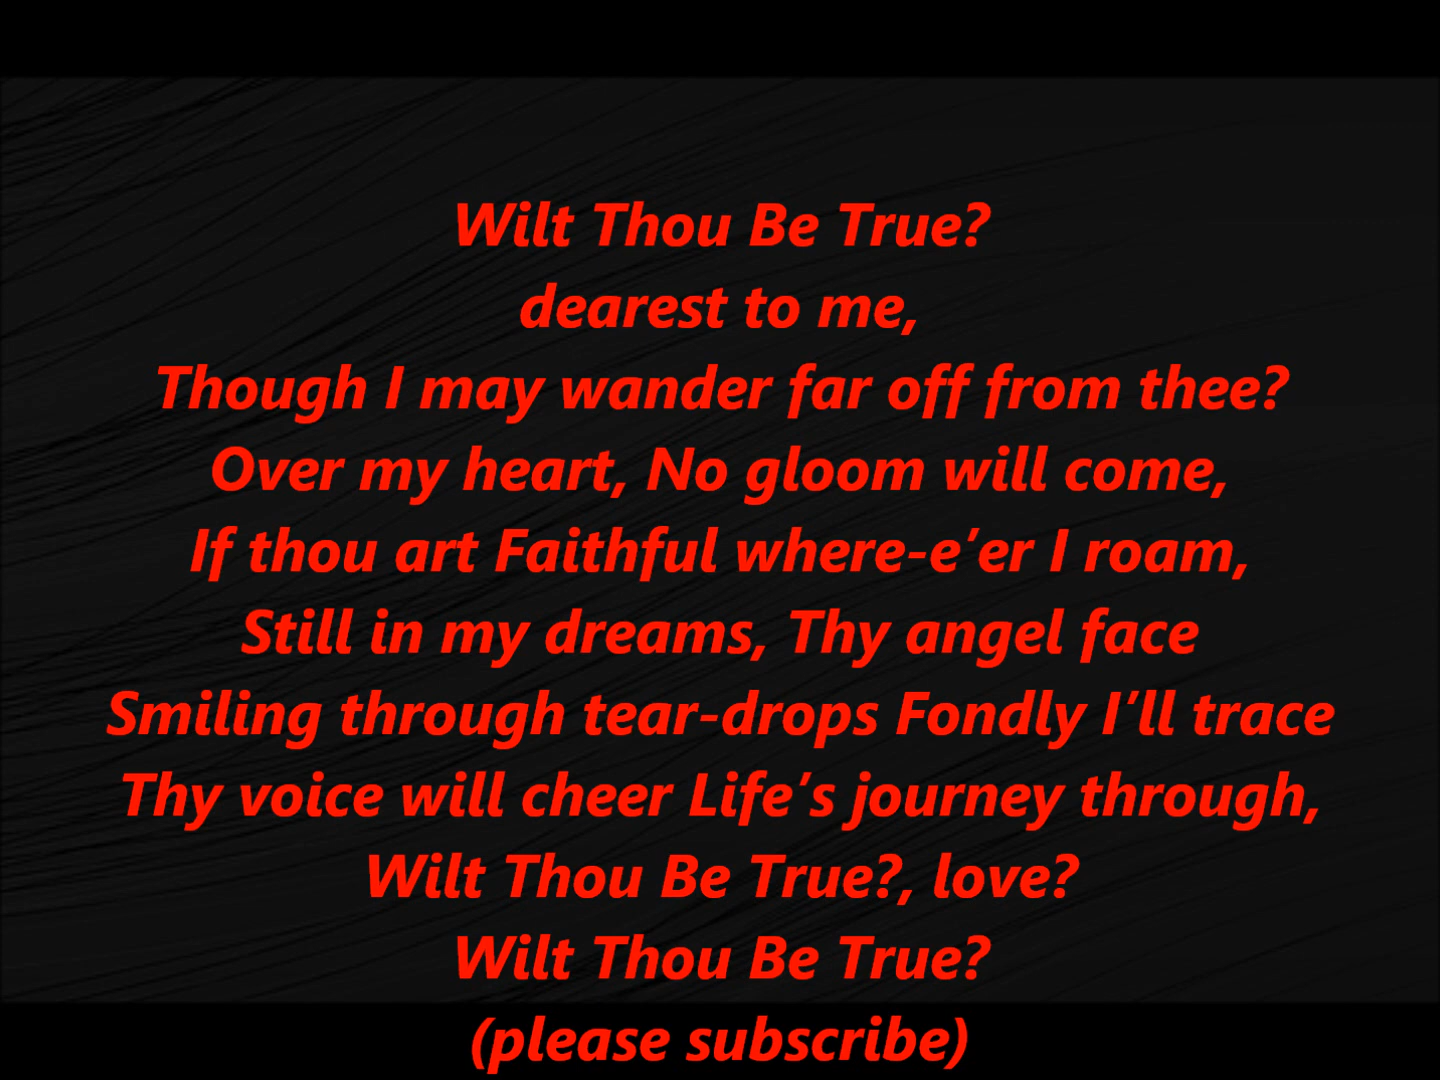 Wilt Thou Be True?
dearest to me,
Though I may wander far off from thee?
Over my heart, No gloom will come,
If thou art Faithful where-e’er I roam,
Still in my dreams, Thy angel face
Smiling through tear-drops Fondly I’ll trace
Thy voice will cheer Life’s journey through,
Wilt Thou Be True?, love?
Wilt Thou Be True?
(please subscribe)